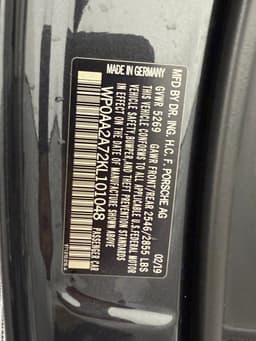 MFD BY DR. ING. H.C. F. PORSCHE AG
MADE IN GERMANY 02/19
GVWR 5269 GAWR FRONT/REAR 2546/2855 LBS
THIS VEHICLE CONFORMS TO ALL APPLICABLE U.S. FEDERAL MOTOR
VEHICLE SAFETY, BUMPER, AND THEFT PREVENTION STANDARDS
IN EFFECT ON THE DATE OF MANUFACTURE SHOWN ABOVE
WP0AA2A72KL101048 PASSENGER CAR